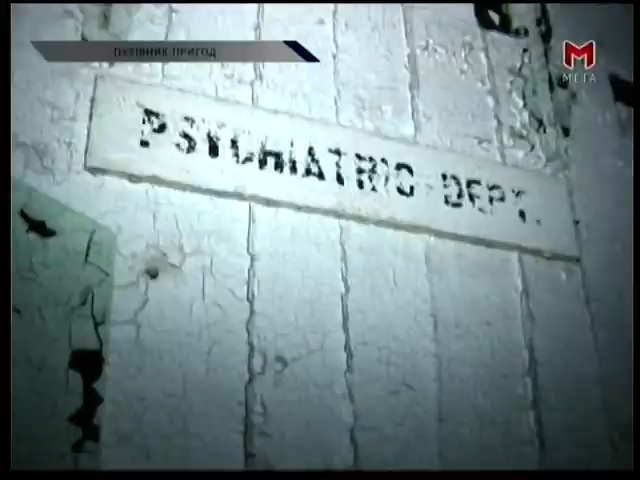 ПУТІВНИК ПРИГОД
МЕГА
PSYCHIATRIC DEPT.